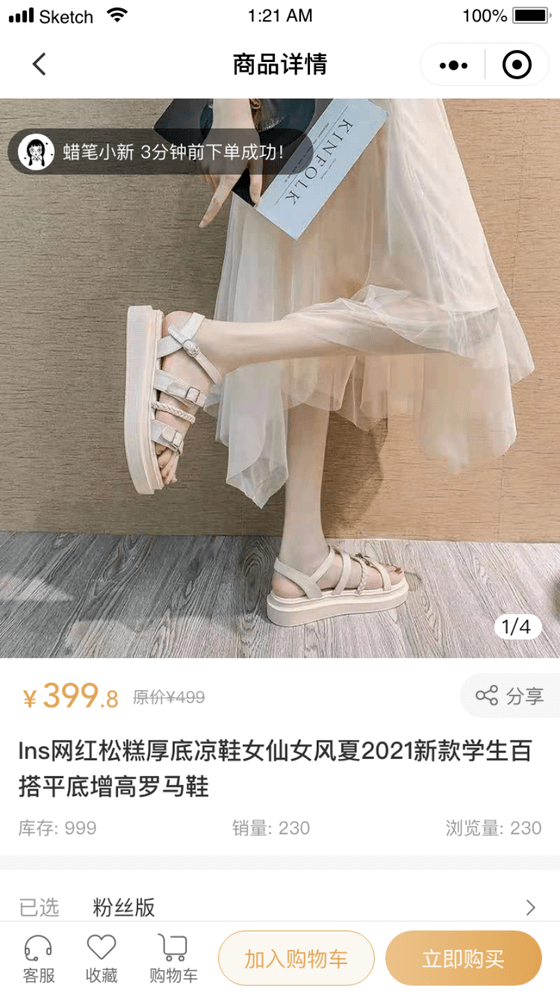 Sketch
1:21 AM
100%
商品详情
蜡笔小新 3分钟前下单成功！
KINFOLK
1/4
¥399.8
原价¥499
分享
Ins网红松糕厚底凉鞋女仙女风夏2021新款学生百
搭平底增高罗马鞋
库存: 999
销量: 230
浏览量: 230
已选
粉丝版
客服
收藏
购物车
加入购物车
立即购买